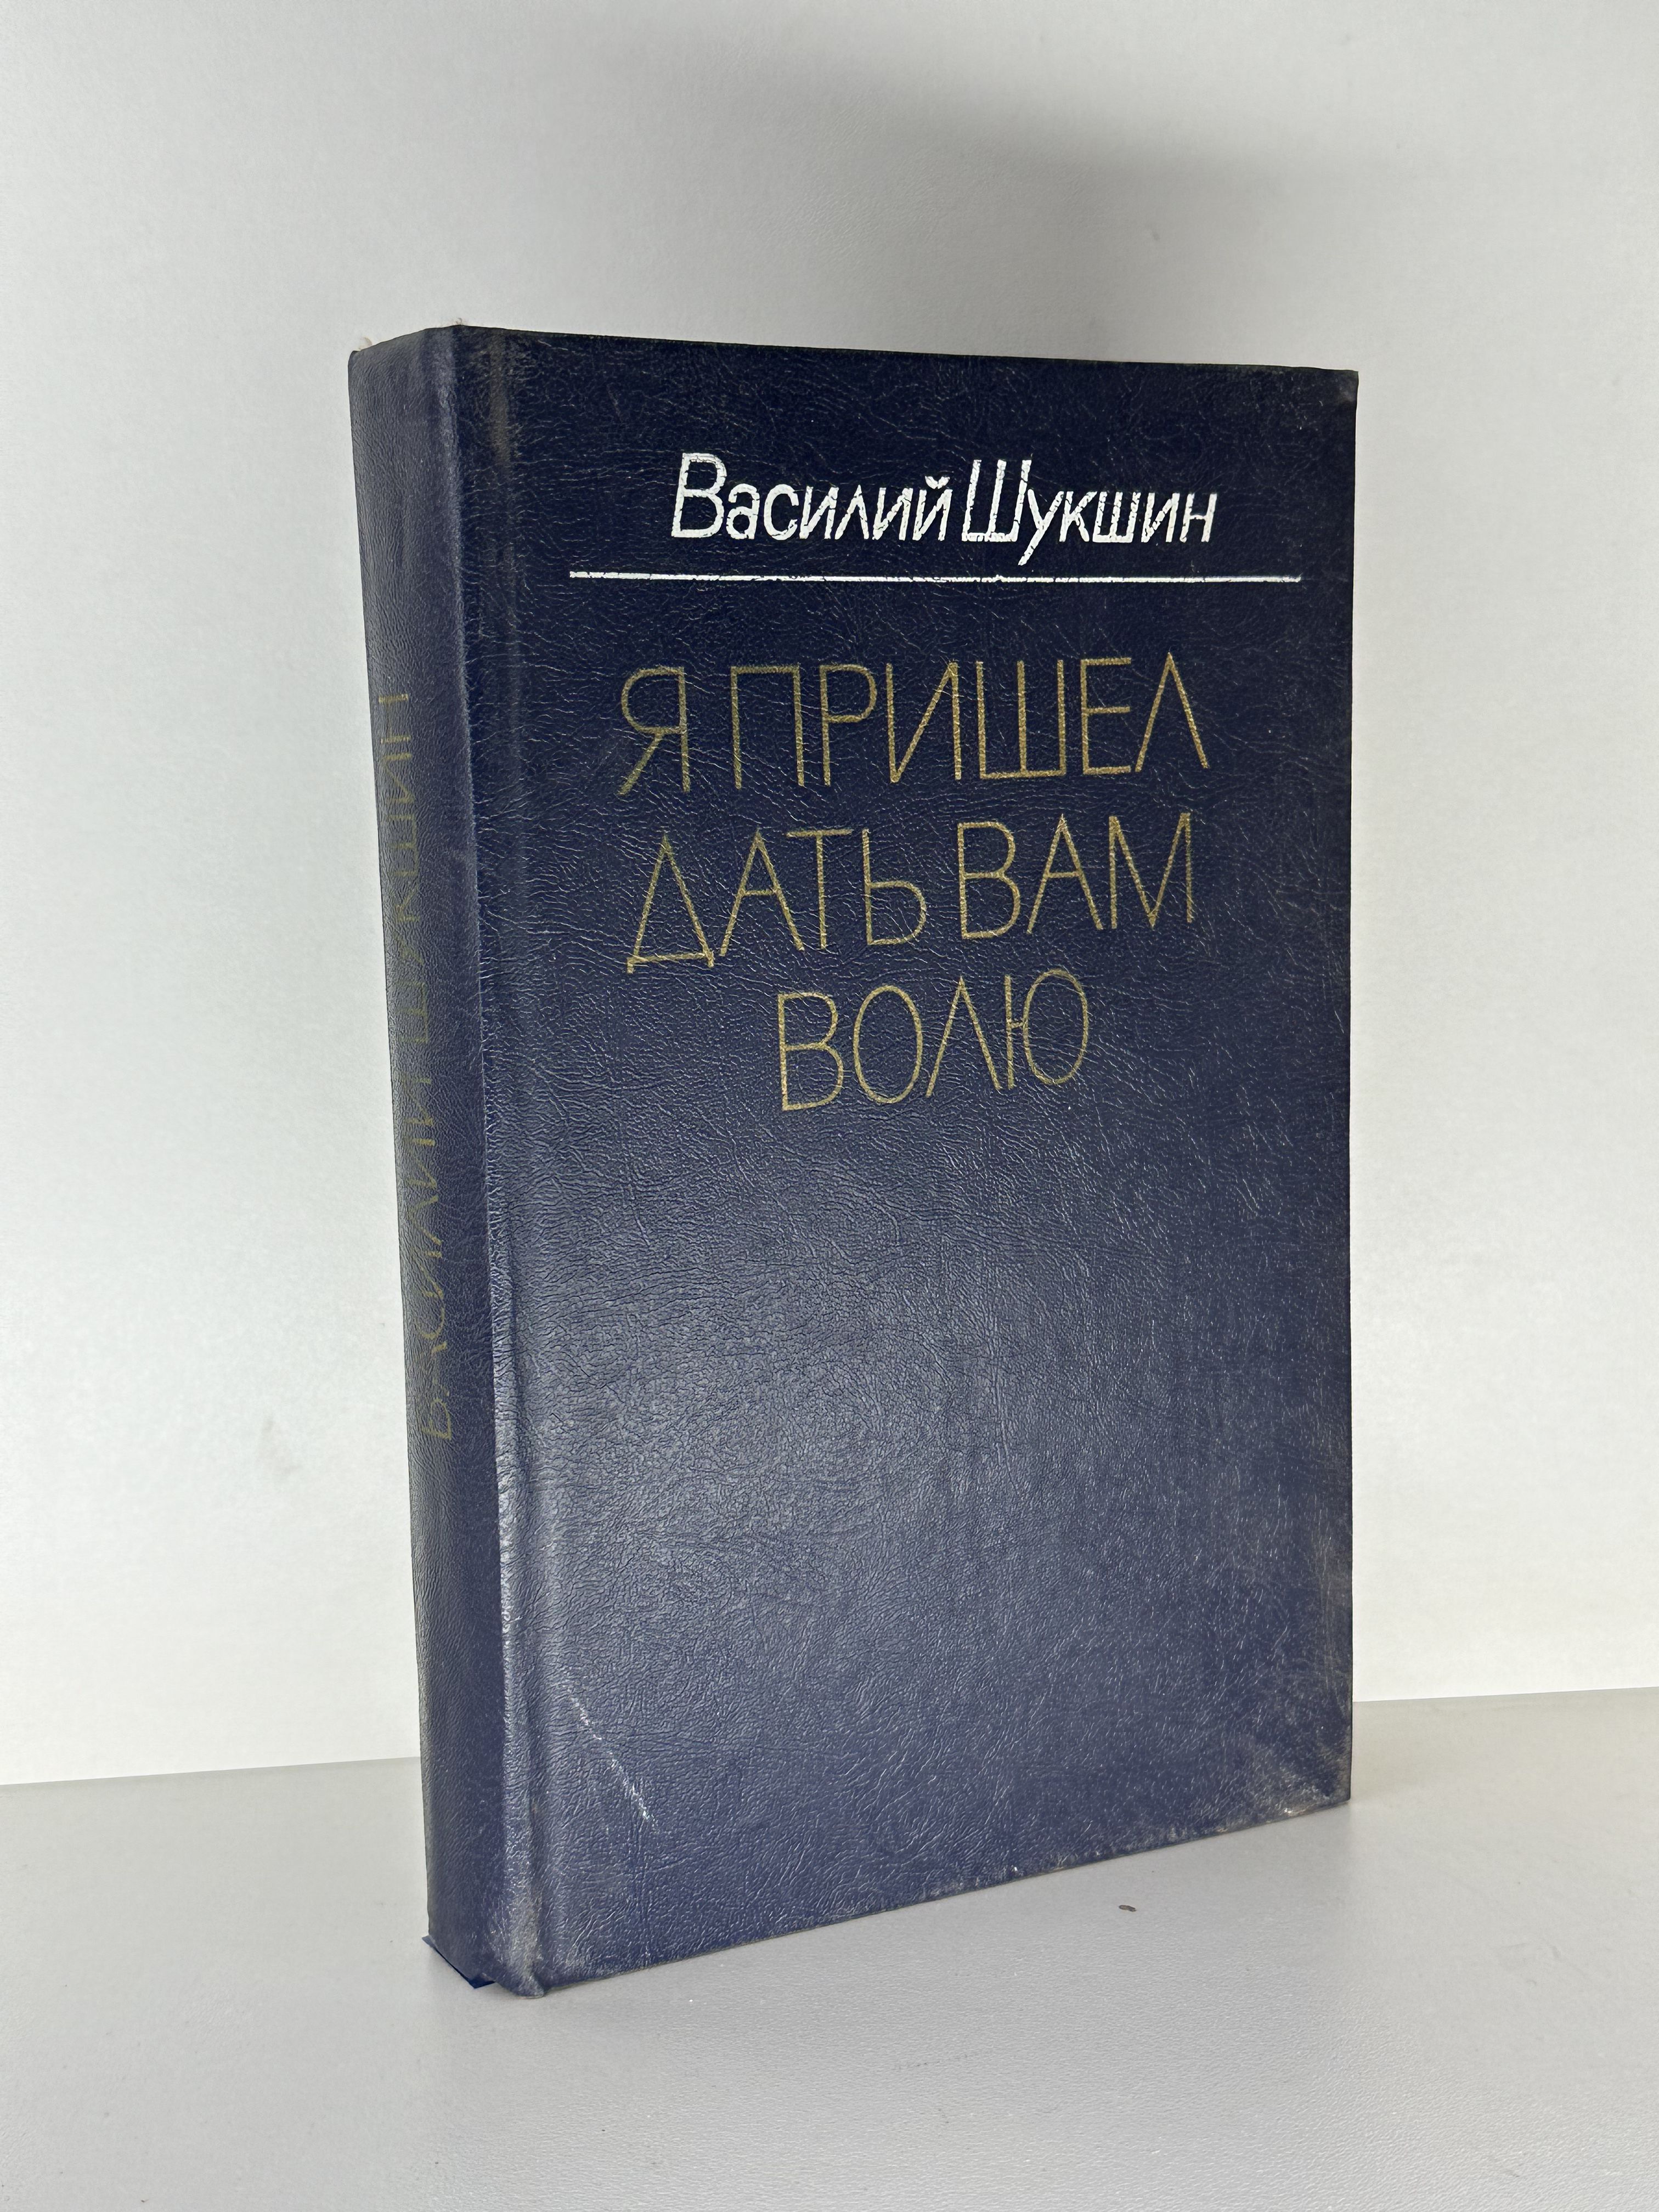 Василий Шукшин
Я ПРИШЕЛ
ДАТЬ ВАМ
ВОЛЮ
ВАСИЛИЙ ШУКШИН